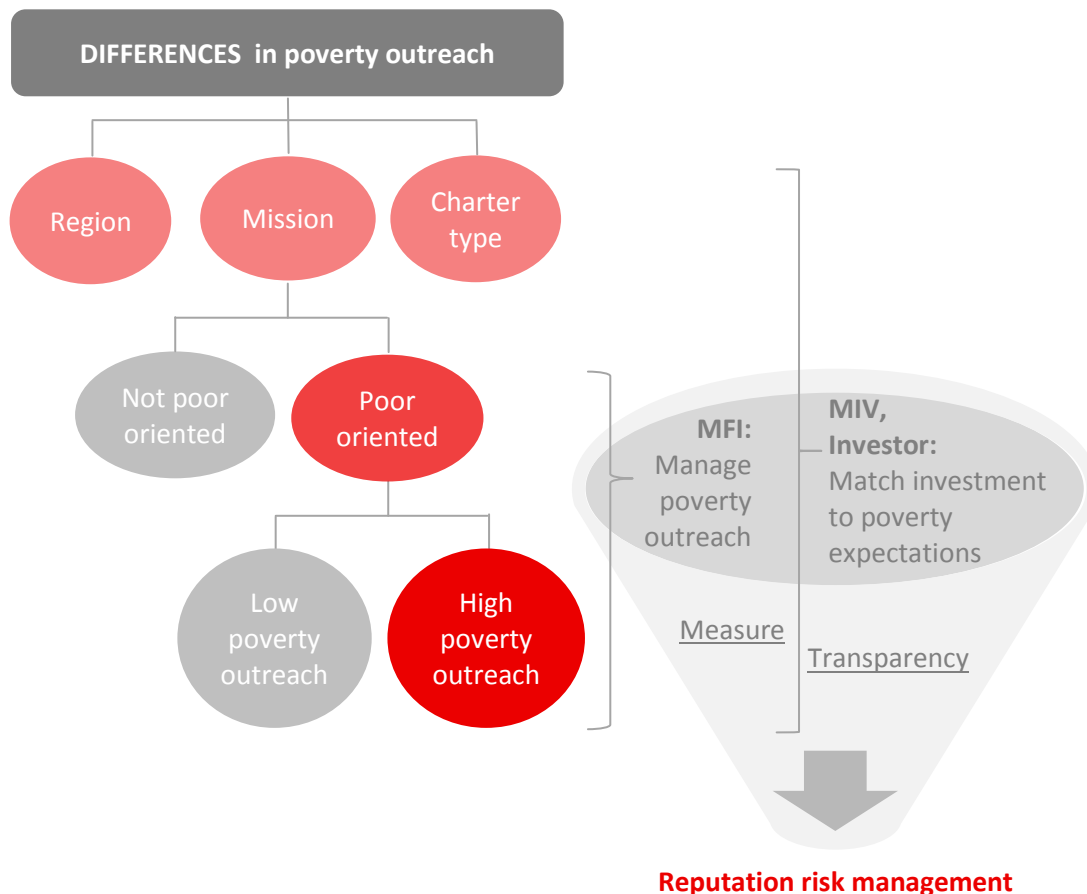 DIFFERENCES in poverty outreach
Region
Mission
Charter
type
Not poor
oriented
Poor
oriented
Low
poverty
outreach
High
poverty
outreach
MFI:
Manage
poverty
outreach
MIV,
Investor:
Match investment
to poverty
expectations
Measure
Transparency
Reputation risk management